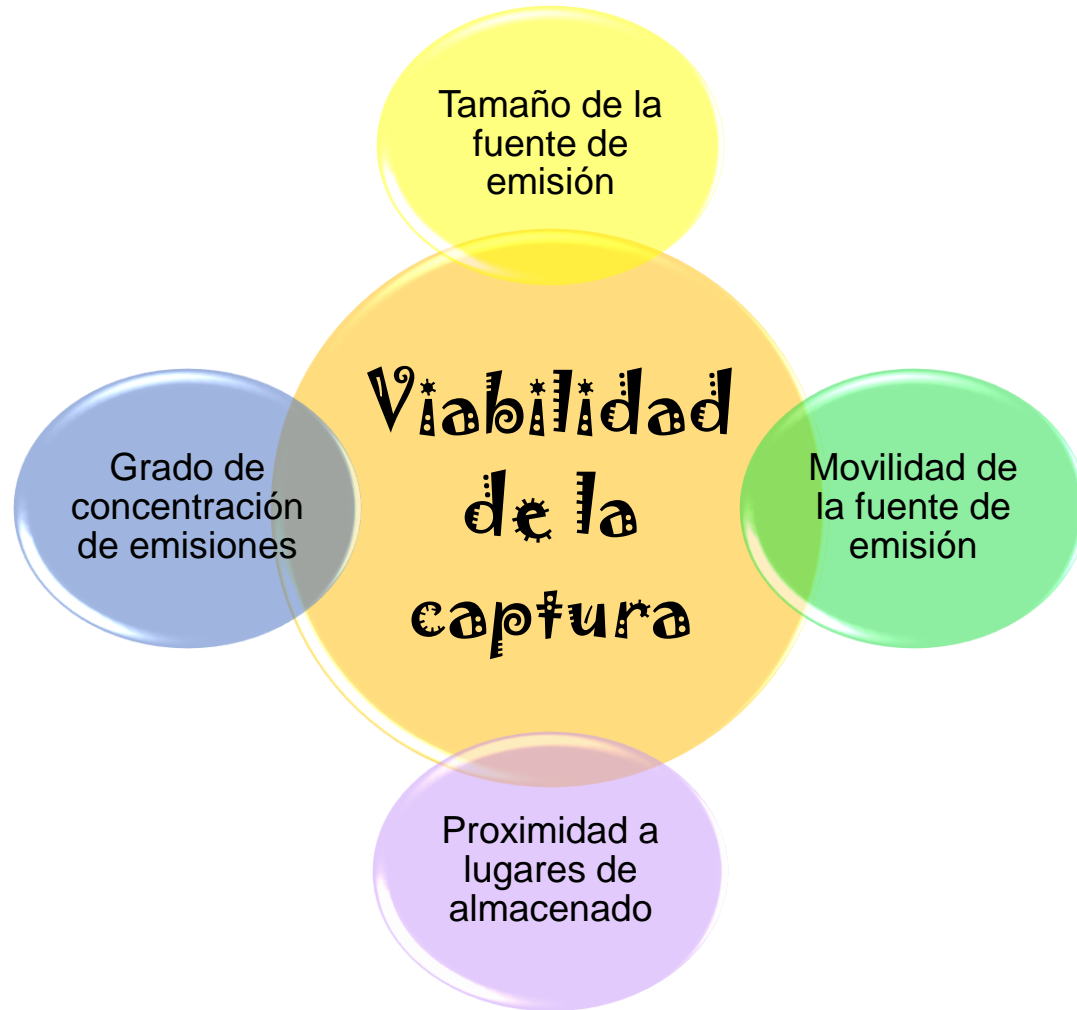 Tamaño de la
fuente de
emisión
Viabilidad
de la
captura
Grado de
concentración
de emisiones
Movilidad de
la fuente de
emisión
Proximidad a
lugares de
almacenado